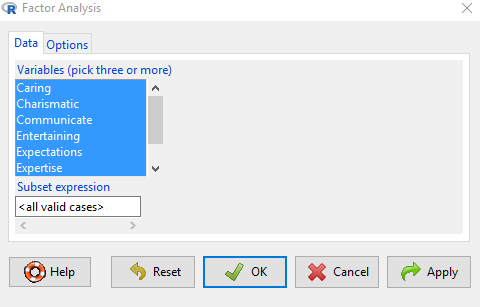 Factor Analysis
Data Options
Variables (pick three or more)
Caring
Charismatic
Communicate
Entertaining
Expectations
Expertise
Subset expression
<all valid cases>
Help Reset OK Cancel Apply